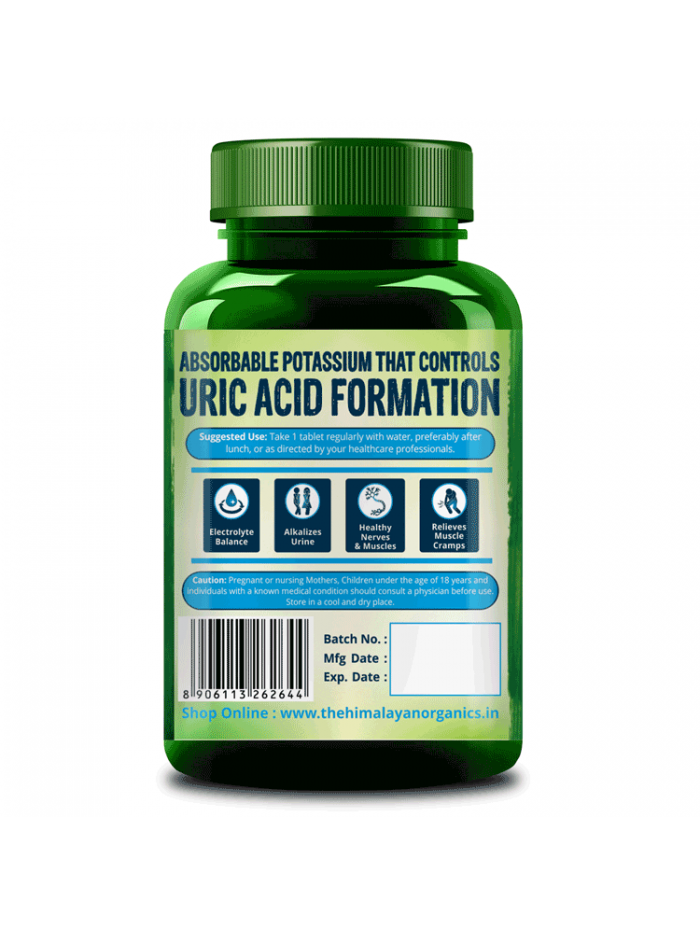 ABSORBABLE POTASSIUM THAT CONTROLS
URIC ACID FORMATION
Suggested Use: Take 1 tablet regularly with water, preferably after
lunch, or as directed by your healthcare professionals.
Electrolyte
Balance
Alkalizes
Urine
Healthy
Nerves
& Muscles
Relieves
Muscle
Cramps
Caution: Pregnant or nursing Mothers, Children under the age of 18 years and
individuals with a known medical condition should consult a physician before use.
Store in a cool and dry place.
Batch No. :
Mfg Date :
Exp. Date :
8 906113 262644
Shop Online : www.thehimalayanorganics.in